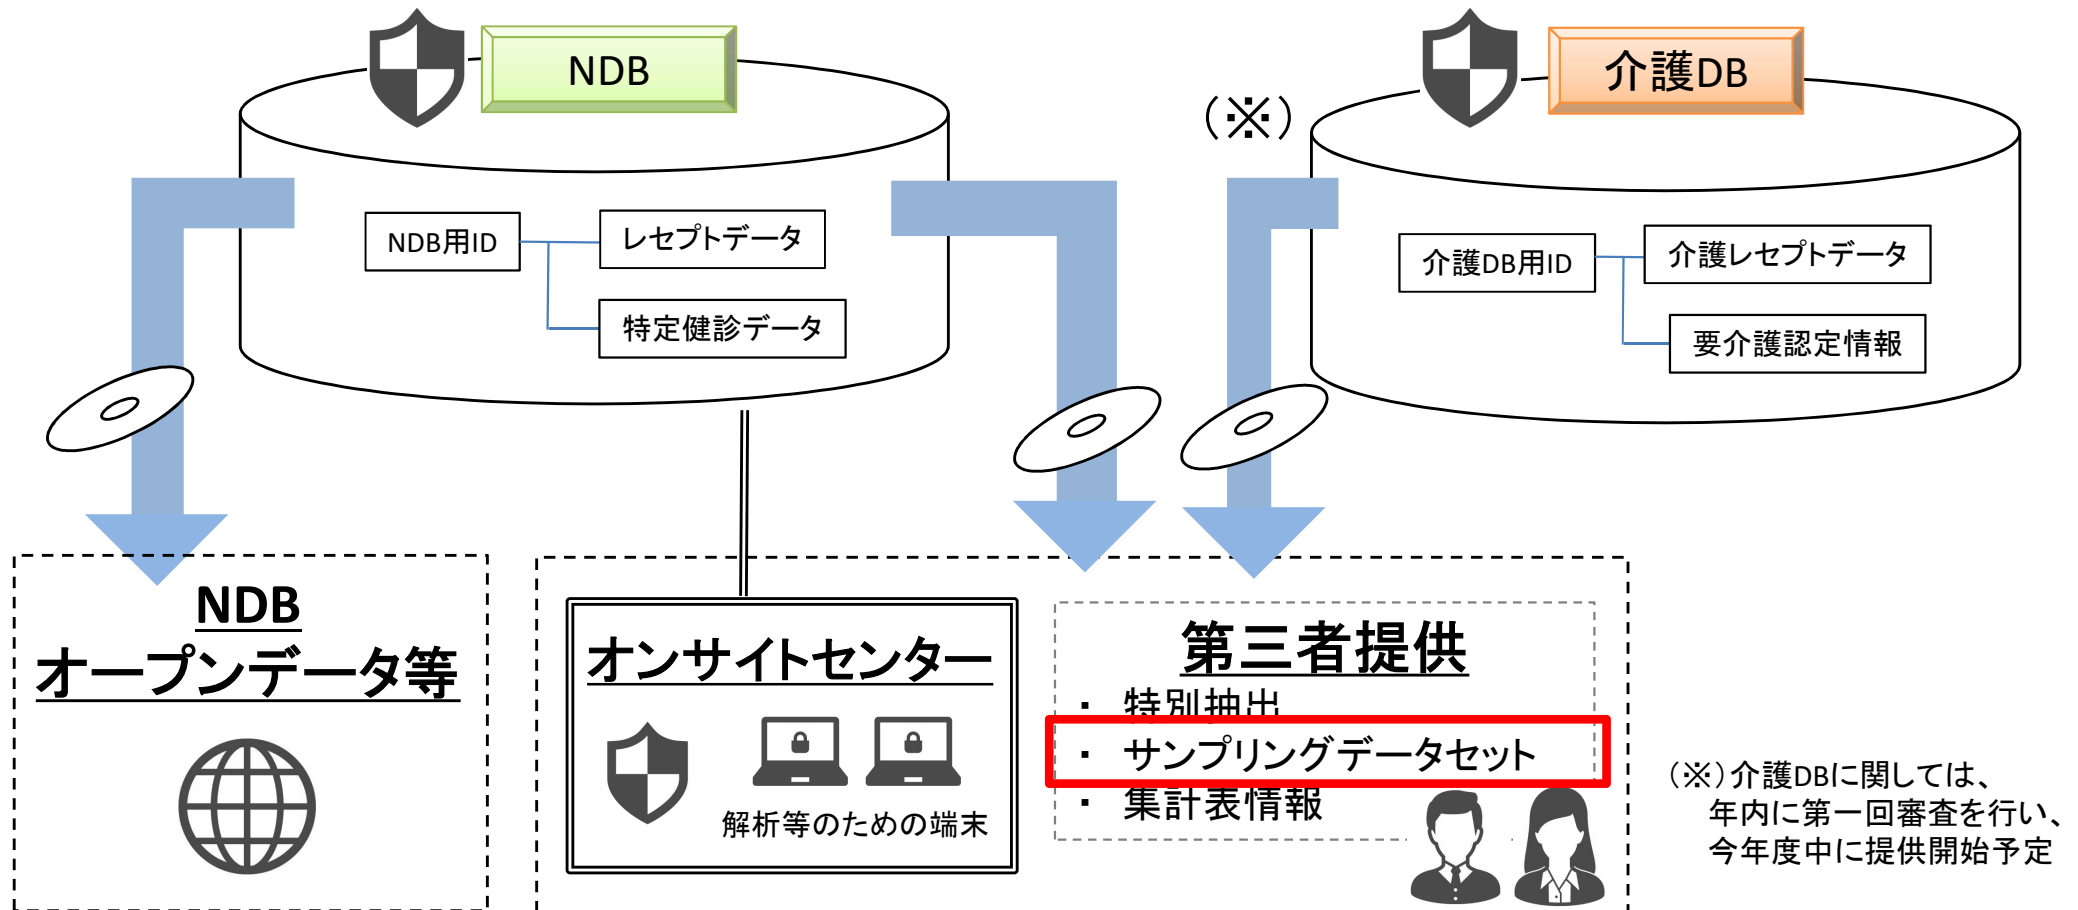 NDB
介護DB
（※）
NDB用ID
レセプトデータ
特定健診データ
介護DB用ID
介護レセプトデータ
要介護認定情報
NDB
オープンデータ等
オンサイトセンター
解析等のための端末
第三者提供
・ 特別抽出
・ サンプリングデータセット
・ 集計表情報
（※）介護DBに関しては、
年内に第一回審査を行い、
今年度中に提供開始予定